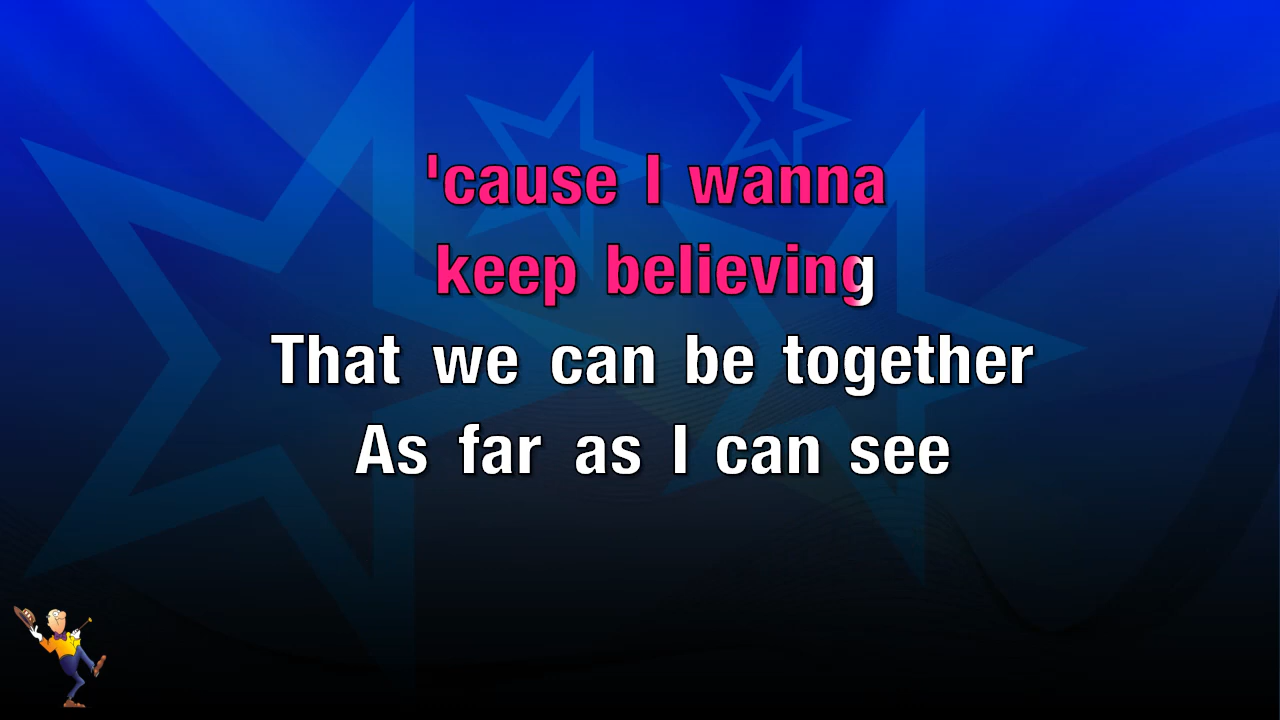 'cause I wanna
keep believing
That we can be together
As far as I can see